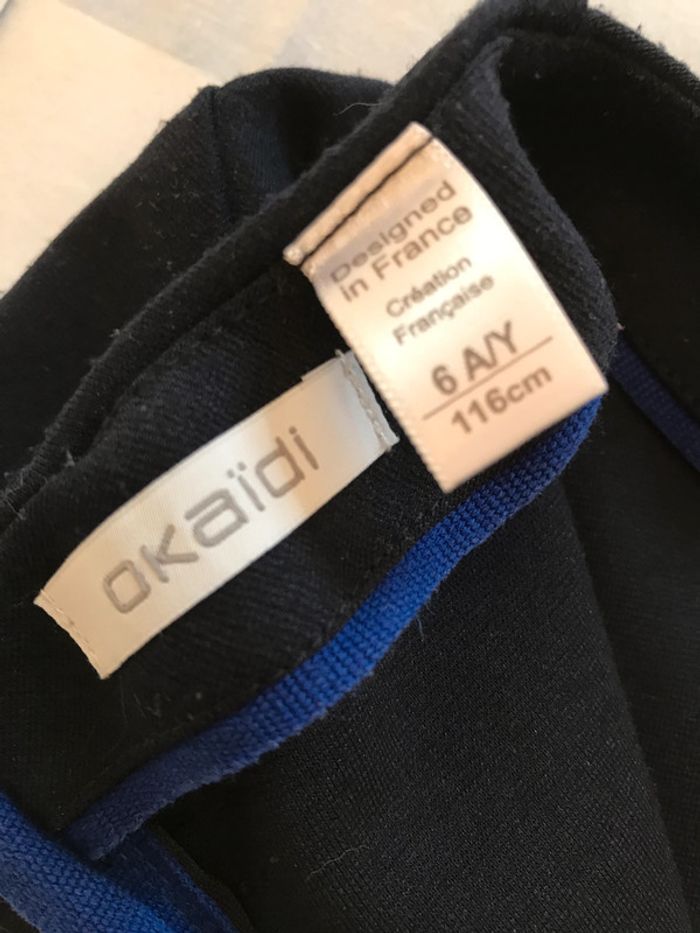 Designed
in France
Création
Française
6 A/Y
116cm
okaïdi